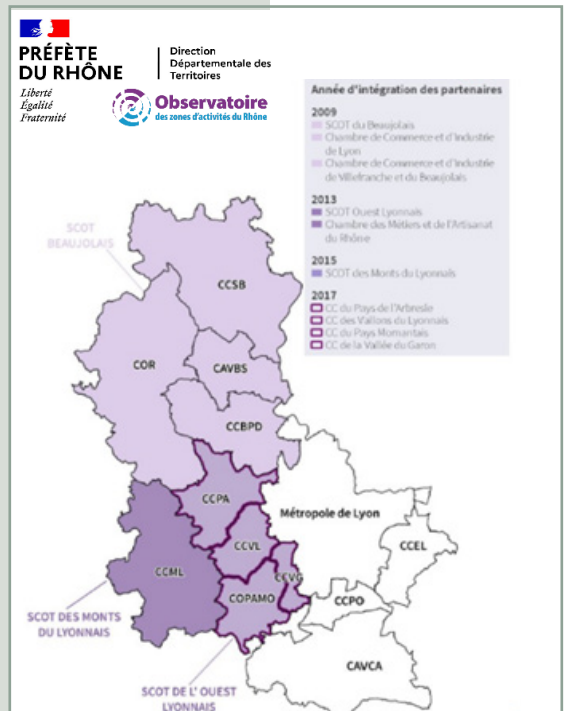 PRÉFÈTE
DU RHÔNE
Liberté
Égalité
Fraternité
Direction
Départementale des
Territoires
Observatoire
des zones d'activités du Rhône
Année d'intégration des partenaires
2009
SCOT du Beaujolais
Chambre de Commerce et d'Industrie
de Lyon
Chambre de Commerce et d'Industrie
de Villefranche et du Beaujolais
2013
SCOT Ouest Lyonnais
Chambre des Métiers et de l'Artisanat
du Rhône
2015
SCOT des Monts du Lyonnais
2017
CC du Pays de l'Arbresle
CC des Vallons du Lyonnais
CC du Pays Mornantais
CC de la Vallée du Garon
SCOT
BEAUJOLAIS
CCSB
COR
CAVBS
CCBPD
CCPA
Métropole de Lyon
CCVL
CCEL
CCML
CCVG
COPAMO
CCPO
SCOT DES MONTS
DU LYONNAIS
CAVCA
SCOT DE L' OUEST
LYONNAIS